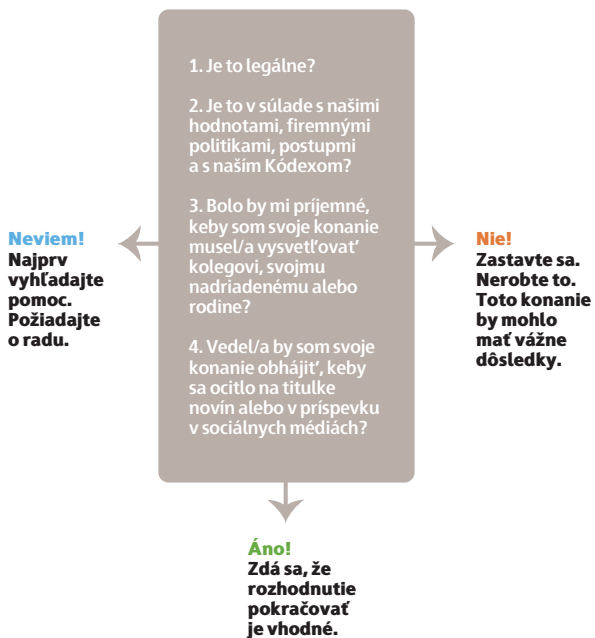 1. Je to legálne?
2. Je to v súlade s našimi
hodnotami, firemnými
politikami, postupmi
a s naším Kódexom?
3. Bolo by mi príjemné,
keby som svoje konanie
musel/a vysvetľovať
kolegovi, svojmu
nadriadenému alebo
rodine?
4. Vedel/a by som svoje
konanie obhájiť, keby
sa ocitlo na titulke
novín alebo v príspevku
v sociálnych médiách?
Neviem!
Najprv
vyhľadajte
pomoc.
Požiadajte
o radu.
Nie!
Zastavte sa.
Nerobte to.
Toto konanie
by mohlo
mať vážne
dôsledky.
Áno!
Zdá sa, že
rozhodnutie
pokračovať
je vhodné.